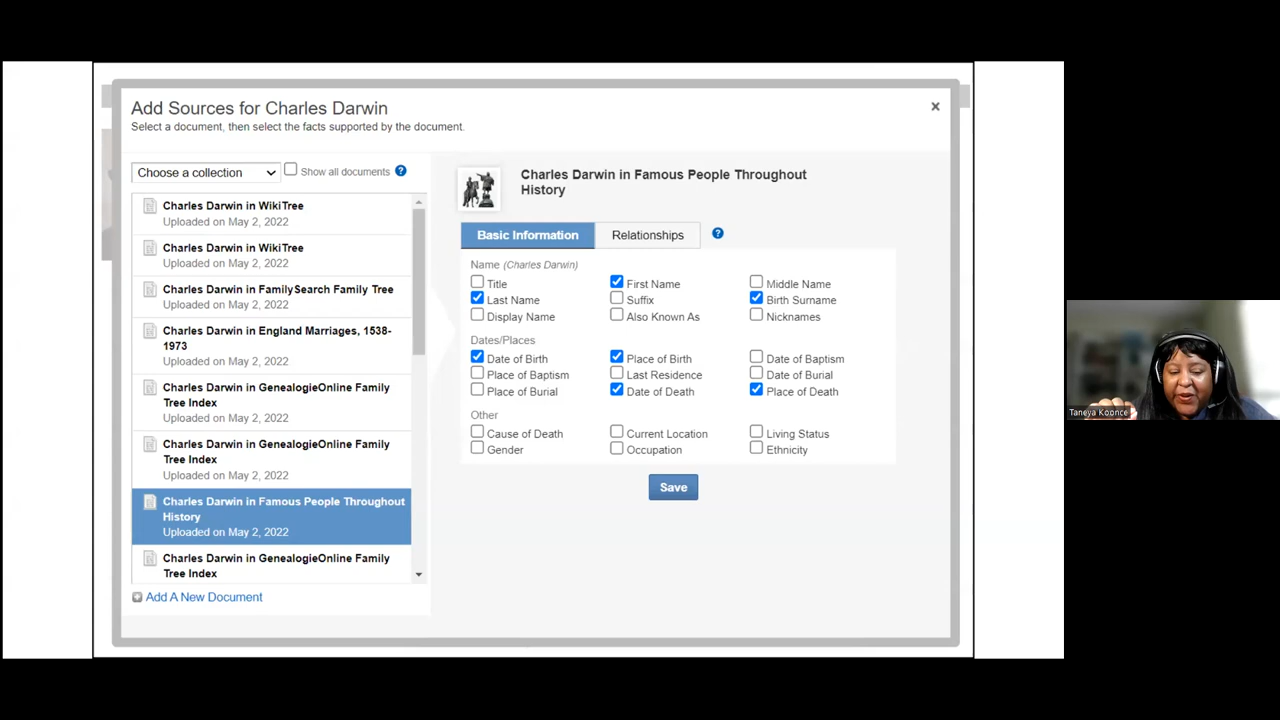 Add Sources for Charles Darwin
Select a document, then select the facts supported by the document.
Choose a collection
Show all documents
Charles Darwin in WikiTree
Uploaded on May 2, 2022
Charles Darwin in WikiTree
Uploaded on May 2, 2022
Charles Darwin in FamilySearch Family Tree
Uploaded on May 2, 2022
Charles Darwin in England Marriages, 1538-
1973
Uploaded on May 2, 2022
Charles Darwin in GenealogieOnline Family
Tree Index
Uploaded on May 2, 2022
Charles Darwin in GenealogieOnline Family
Tree Index
Uploaded on May 2, 2022
Charles Darwin in Famous People Throughout
History
Uploaded on May 2, 2022
Charles Darwin in GenealogieOnline Family
Tree Index
Add A New Document
Charles Darwin in Famous People Throughout
History
Basic Information Relationships
Name (Charles Darwin)
Title First Name Middle Name
Last Name Suffix Birth Surname
Display Name Also Known As Nicknames
Dates/Places
Date of Birth Place of Birth Date of Baptism
Place of Baptism Last Residence Date of Burial
Place of Burial Date of Death Place of Death
Other
Cause of Death Current Location Living Status
Gender Occupation Ethnicity
Save
Taneya Koonce